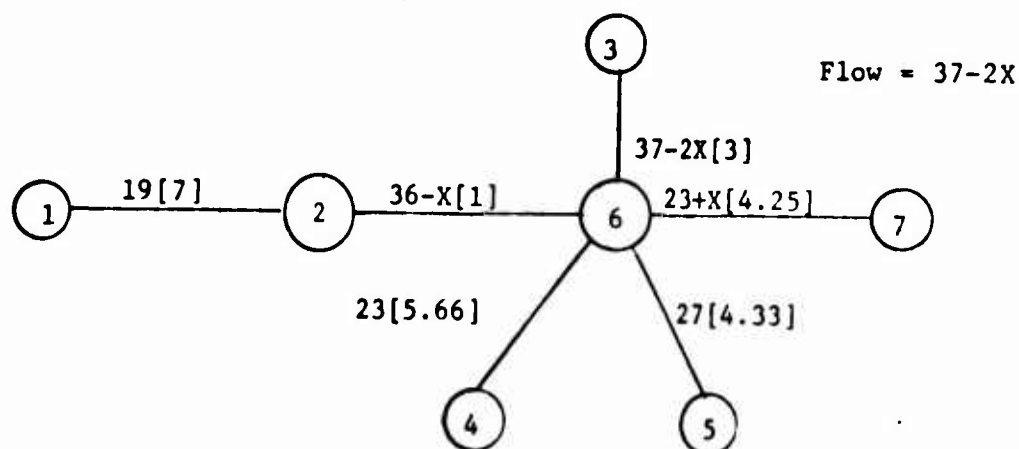 3
Flow = 37-2X
37-2X[3]
1
19[7]
2
36-X[1]
6
23+X[4.25]
7
23[5.66]
27[4.33]
4
5